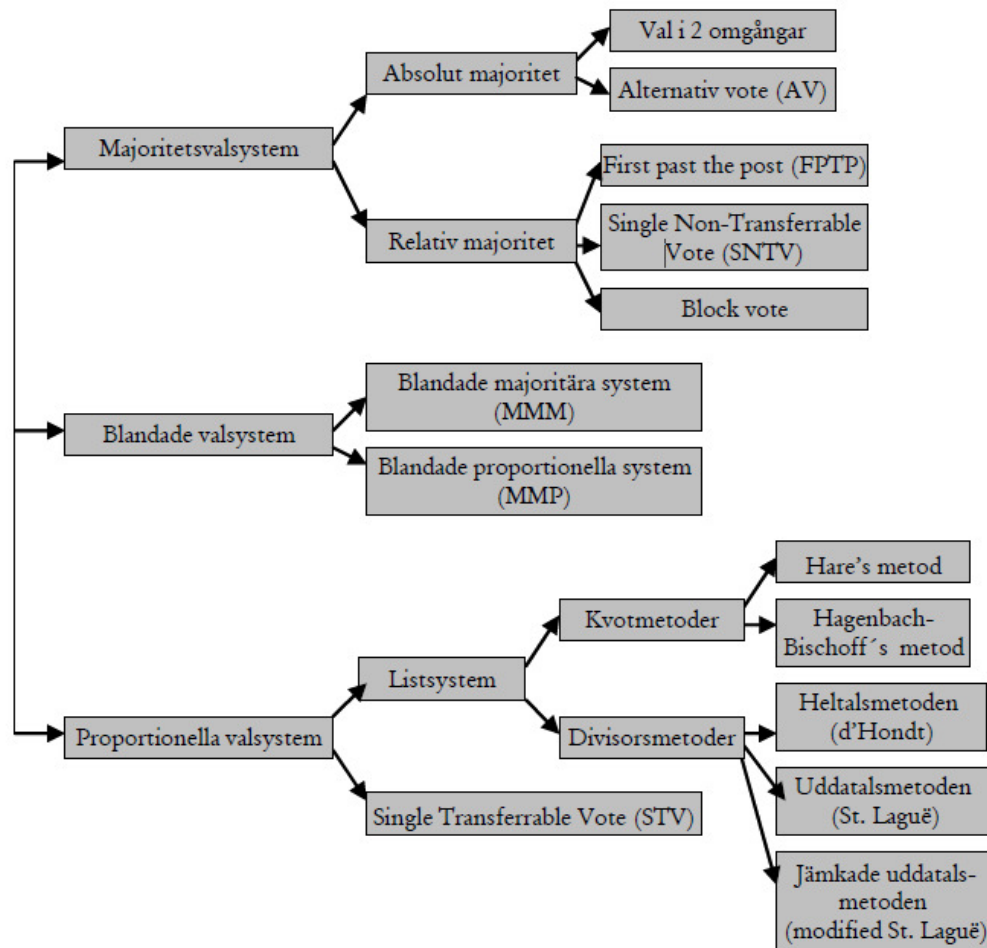 Val i 2 omgångar
Absolut majoritet
Alternativ vote (AV)
Majoritetsvalsystem
First past the post (FPTP)
Relativ majoritet
Single Non-Transferrable
Vote (SNTV)
Block vote
Blandade valsystem
Blandade majoritära system
(MMM)
Blandade proportionella system
(MMP)
Hare's metod
Kvotmetoder
Hagenbach-
Bischoff´s metod
Listsystem
Proportionella valsystem
Divisorsmetoder
Heltalsmetoden
(d'Hondt)
Uddatalsmetoden
(St. Laguë)
Single Transferrable Vote (STV)
Jämkade uddatals-
metoden
(modified St. Laguë)